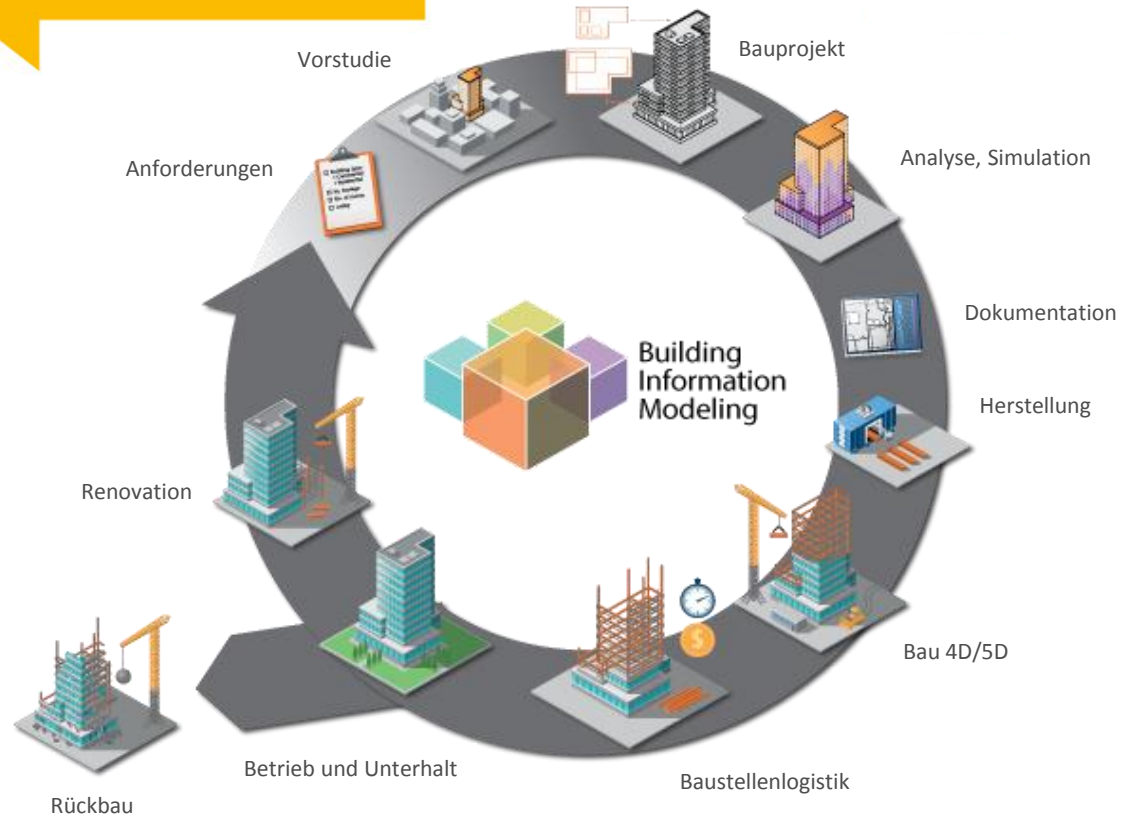 Vorstudie
Bauprojekt
Anforderungen
Analyse, Simulation
Dokumentation
Building
Information
Modeling
Herstellung
Renovation
Bau 4D/5D
Betrieb und Unterhalt
Baustellenlogistik
Rückbau
$